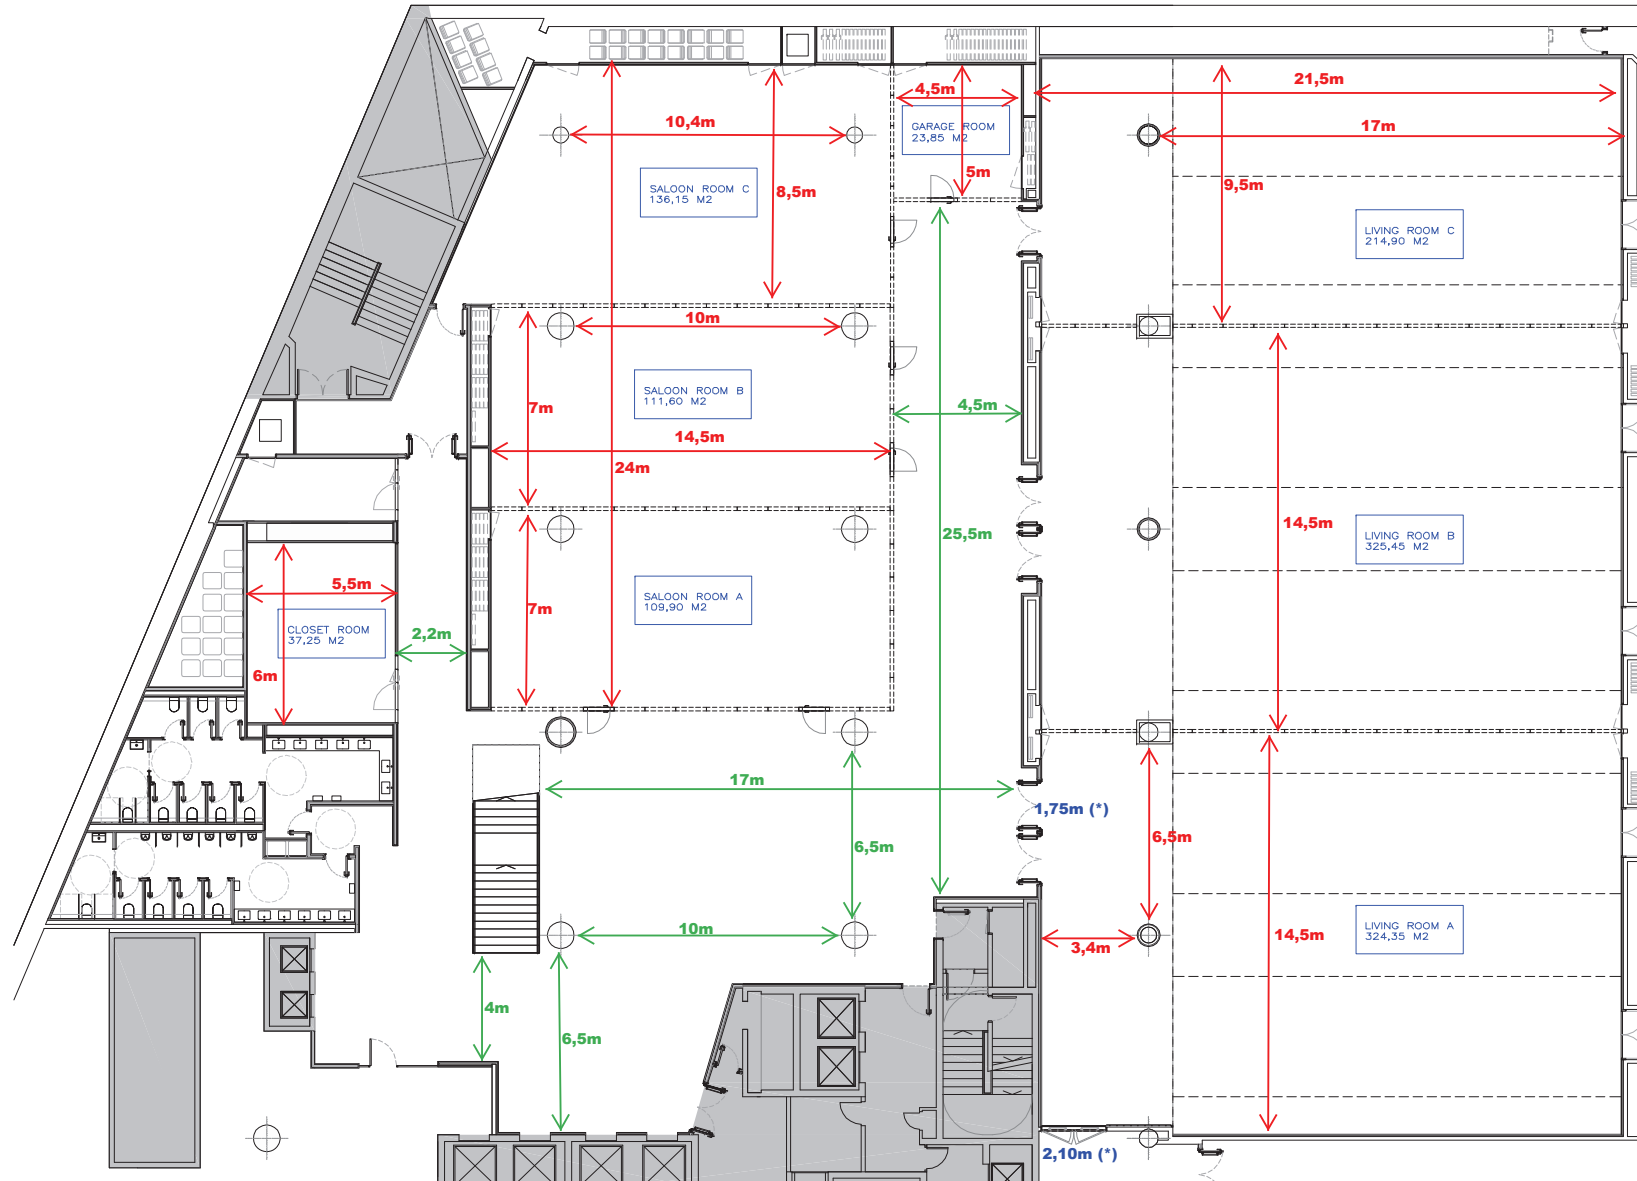 21,5m
4,5m
10,4m
17m
GARAGE ROOM
23,85 M2
5m
SALOON ROOM C
136,15 M2
8,5m
9,5m
LIVING ROOM C
214,90 M2
10m
SALOON ROOM B
111,60 M2
7m
4,5m
14,5m
24m
14,5m
25,5m
LIVING ROOM B
325,45 M2
5,5m
SALOON ROOM A
109,90 M2
7m
CLOSET ROOM
37,25 M2
2,2m
6m
17m
1,75m (*)
6,5m
6,5m
10m
3,4m
14,5m
LIVING ROOM A
324,35 M2
4m
6,5m
2,10m (*)